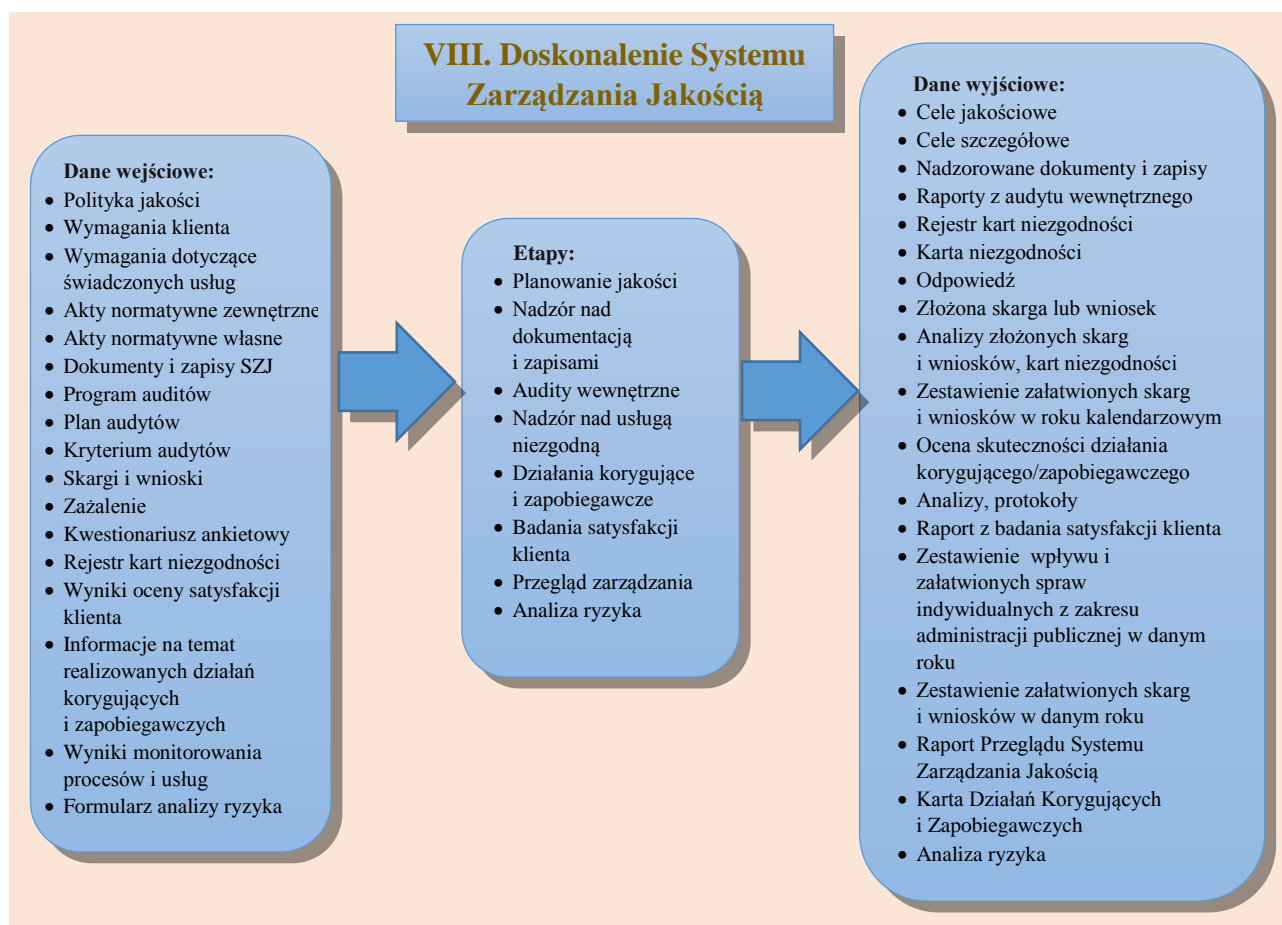 VIII. Doskonalenie Systemu
Zarządzania Jakością
Dane wejściowe:
• Polityka jakości
• Wymagania klienta
• Wymagania dotyczące
świadczonych usług
• Akty normatywne zewnętrzne
• Akty normatywne własne
• Dokumenty i zapisy SZJ
• Program auditów
• Plan audytów
• Kryterium audytów
• Skargi i wnioski
• Zażalenie
• Kwestionariusz ankietowy
• Rejestr kart niezgodności
• Wyniki oceny satysfakcji
klienta
• Informacje na temat
realizowanych działań
korygujących
i zapobiegawczych
• Wyniki monitorowania
procesów i usług
• Formularz analizy ryzyka
Etapy:
• Planowanie jakości
• Nadzór nad
dokumentacją
i zapisami
• Audity wewnętrzne
• Nadzór nad usługą
niezgodną
• Działania korygujące
i zapobiegawcze
• Badania satysfakcji
klienta
• Przegląd zarządzania
• Analiza ryzyka
Dane wyjściowe:
• Cele jakościowe
• Cele szczegółowe
• Nadzorowane dokumenty i zapisy
• Raporty z audytu wewnętrznego
• Rejestr kart niezgodności
• Karta niezgodności
• Odpowiedź
• Złożona skarga lub wniosek
• Analizy złożonych skarg
i wniosków, kart niezgodności
• Zestawienie załatwionych skarg
i wniosków w roku kalendarzowym
• Ocena skuteczności działania
korygującego/zapobiegawczego
• Analizy, protokoły
• Raport z badania satysfakcji klienta
• Zestawienie wpływu i
załatwionych spraw
indywidualnych z zakresu
administracji publicznej w danym
roku
• Zestawienie załatwionych skarg
i wniosków w danym roku
• Raport Przeglądu Systemu
Zarządzania Jakością
• Karta Działań Korygujących
i Zapobiegawczych
• Analiza ryzyka